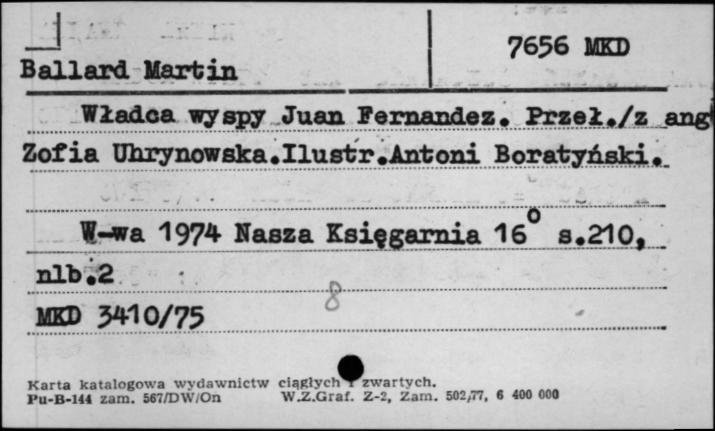 7656 MKD
Ballard Martin
Władca wyspy Juan Fernandez. Przeł./z ang
Zofia Uhrynowska.Ilustr.Antoni Boratyński.
W-wa 1974 Nasza Księgarnia 16° s.210,
nlb.2
8
MKD 3410/75
Karta katalogowa wydawnictw ciągłych i zwartych.
Pu-B-144 zam. 567/DW/On W.Z.Graf. Z-2, Zam. 502/77, 6 400 000